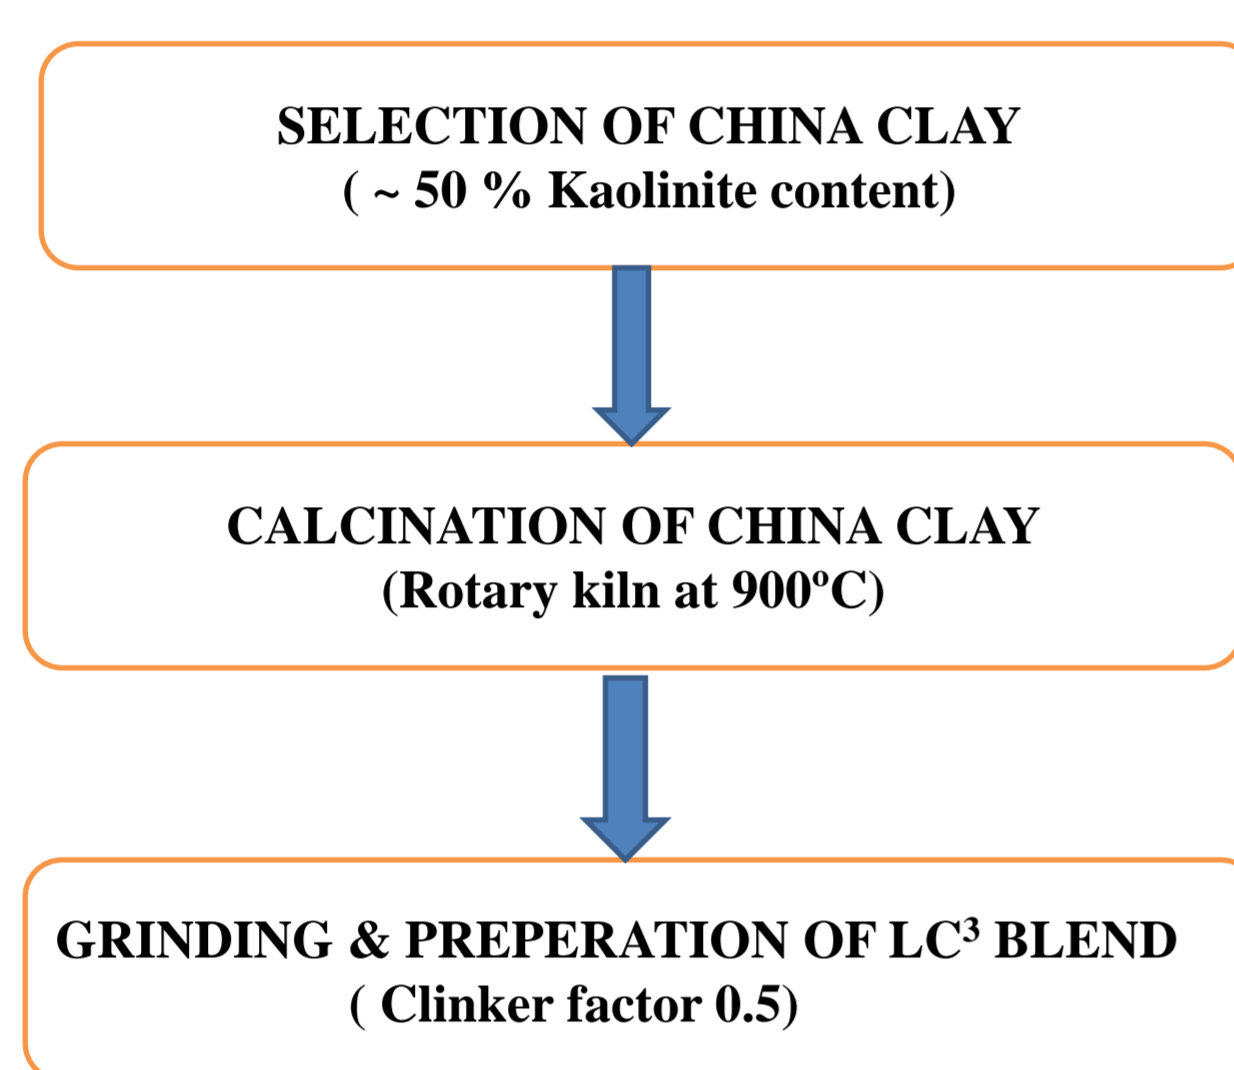 SELECTION OF CHINA CLAY
( ~ 50 % Kaolinite content)
CALCINATION OF CHINA CLAY
(Rotary kiln at 900ºC)
GRINDING & PREPERATION OF LC³ BLEND
( Clinker factor 0.5)